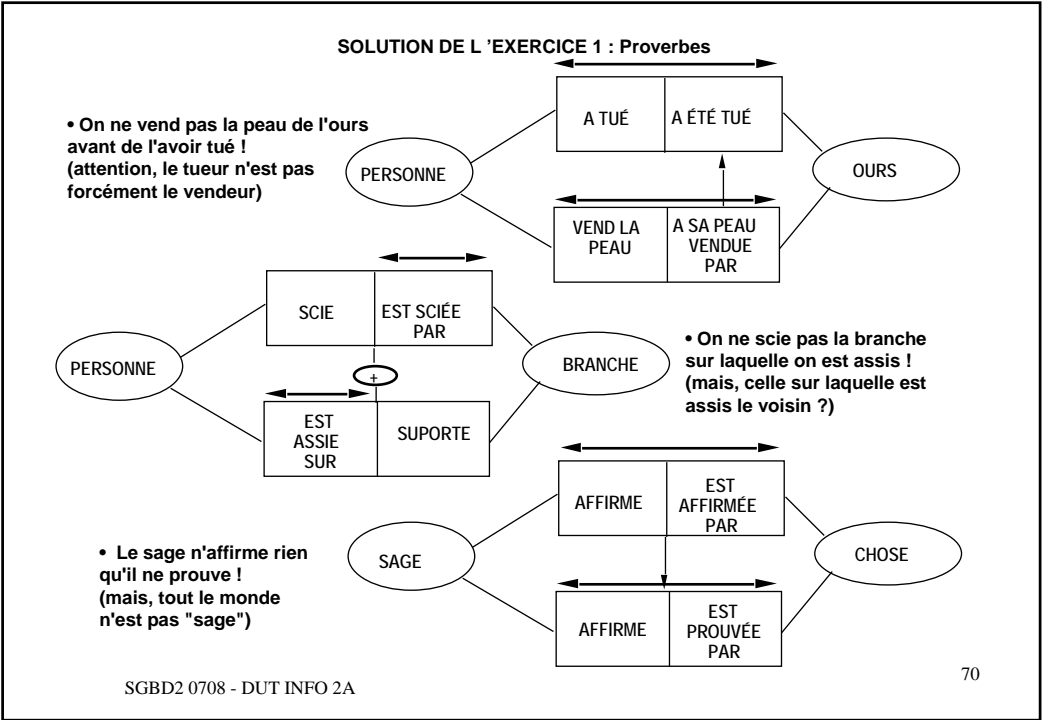 SOLUTION DE L 'EXERCICE 1 : Proverbes
• On ne vend pas la peau de l'ours
avant de l'avoir tué !
(attention, le tueur n'est pas
forcément le vendeur)
PERSONNE
A TUÉ
A ÉTÉ TUÉ
OURS
VEND LA
PEAU
A SA PEAU
VENDUE
PAR
PERSONNE
SCIE
EST SCIÉE
PAR
+
EST
ASSIE
SUR
SUPORTE
BRANCHE
• On ne scie pas la branche
sur laquelle on est assis !
(mais, celle sur laquelle est
assis le voisin ?)
• Le sage n'affirme rien
qu'il ne prouve !
(mais, tout le monde
n'est pas "sage")
SAGE
AFFIRME
EST
AFFIRMÉE
PAR
AFFIRME
EST
PROUVÉE
PAR
CHOSE
SGBD2 0708 - DUT INFO 2A
70